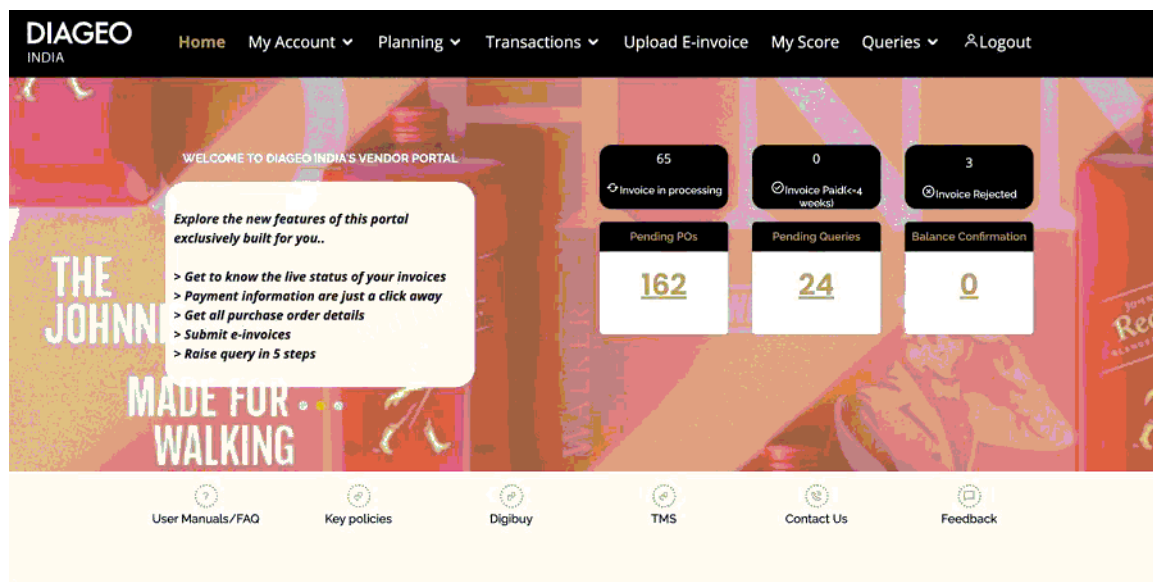 DIAGEO
INDIA
Home My Account Planning Transactions Upload E-invoice My Score Queries Logout
WELCOME TO DIAGEO INDIA'S VENDOR PORTAL
Explore the new features of this portal
exclusively built for you..
> Get to know the live status of your invoices
> Payment information are just a click away
> Get all purchase order details
> Submit e-invoices
> Raise query in 5 steps
65
Invoice in processing
0
Invoice Paid(<=4
weeks)
3
Invoice Rejected
Pending POs
162
Pending Queries
24
Balance Confirmation
0
THE
JOHNN
MADE FOR
WALKING
WALKER
User Manuals/FAQ Key policies Digibuy TMS Contact Us Feedback